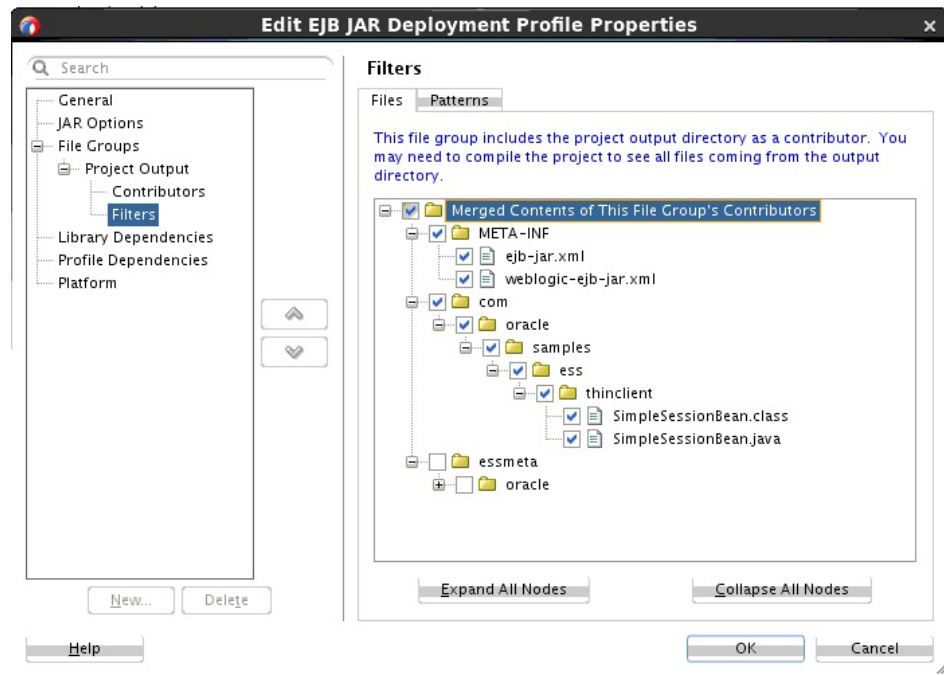 Edit EJB JAR Deployment Profile Properties
Search
General
JAR Options
File Groups
Project Output
Contributors
Filters
Library Dependencies
Profile Dependencies
Platform
New...
Delete
Filters
Files
Patterns
This file group includes the project output directory as a contributor. You
may need to compile the project to see all files coming from the output
directory.
Merged Contents of This File Group's Contributors
META-INF
ejb-jar.xml
weblogic-ejb-jar.xml
com
oracle
samples
ess
thinclient
SimpleSessionBean.class
SimpleSessionBean.java
essmeta
oracle
Expand All Nodes
Collapse All Nodes
Help
OK
Cancel